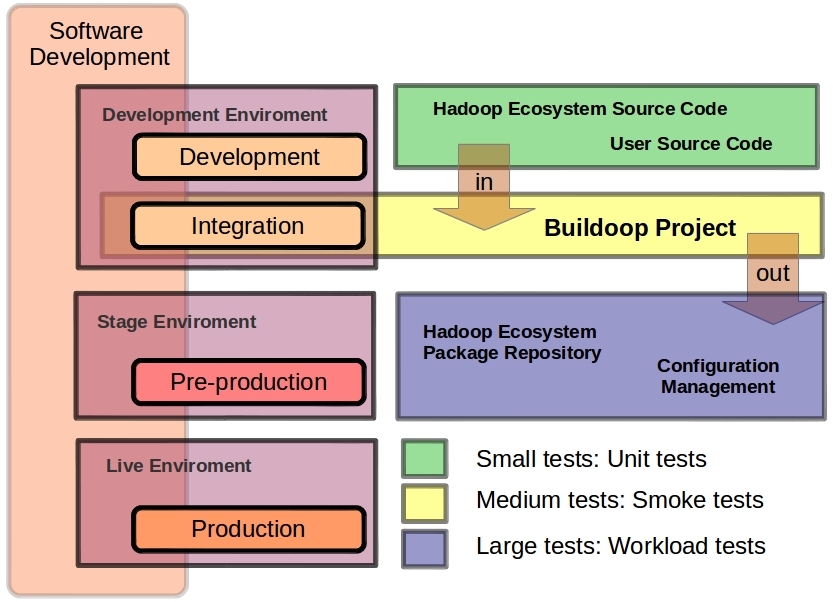 Software
Development
Development Enviroment
Development
Integration
Hadoop Ecosystem Source Code
User Source Code
in
Buildoop Project
out
Stage Enviroment
Pre-production
Hadoop Ecosystem
Package Repository
Configuration
Management
Live Enviroment
Production
Small tests: Unit tests
Medium tests: Smoke tests
Large tests: Workload tests